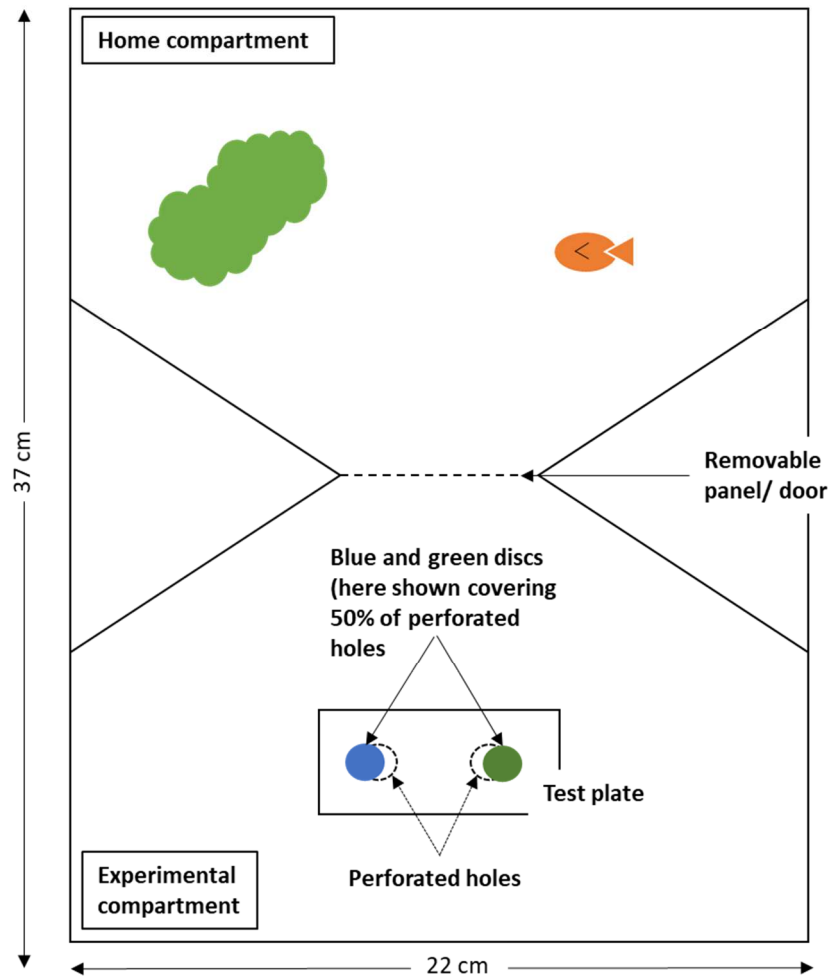 Home compartment
37 cm
Removable
panel/ door
Blue and green discs
(here shown covering
50% of perforated
holes
Test plate
Perforated holes
Experimental
compartment
22 cm